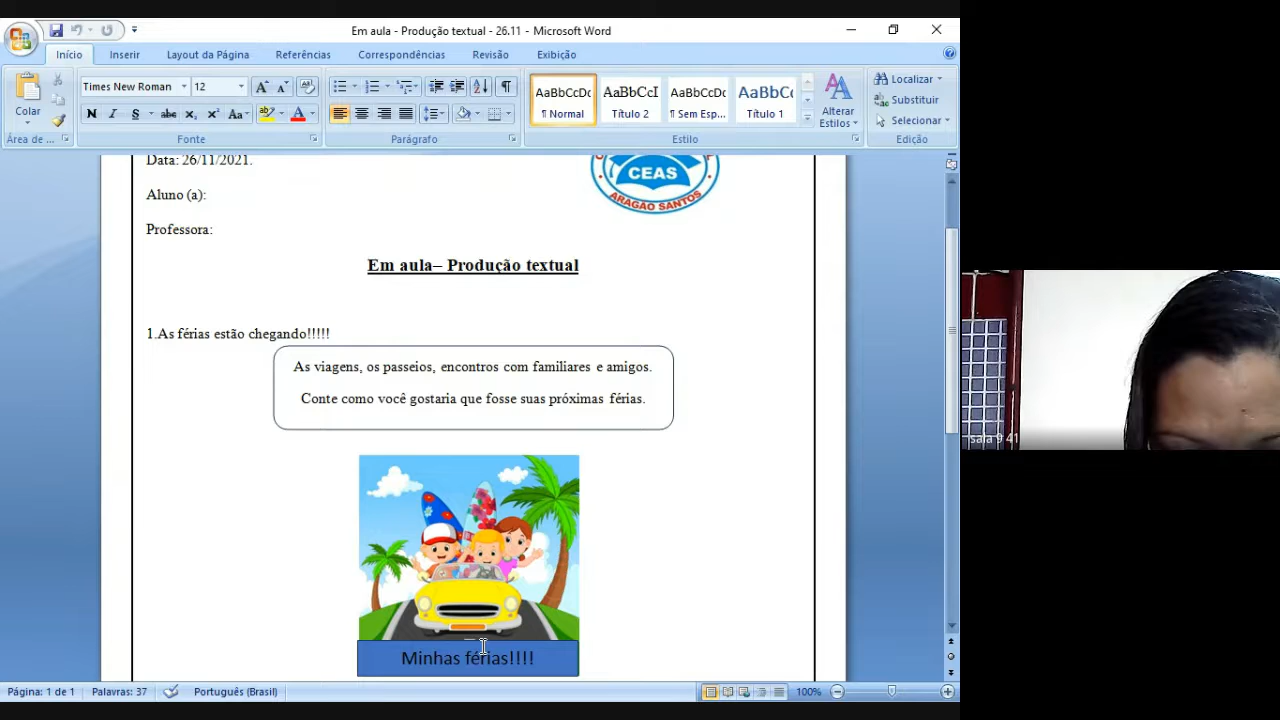 Em aula - Produção textual - 26.11 - Microsoft Word
Início Inserir Layout da Página Referências Correspondências Revisão Exibição
Colar
Times New Roman 12
N I S abc x₂ x² Aa
AaBbCcDc AaBbCcI AaBbCcDc AaBbCc
¶ Normal Título 2 ¶ Sem Esp... Título 1
Alterar
Estilos
Localizar
Substituir
Selecionar
Área de ... Fonte Parágrafo Estilo Edição
Data: 26/11/2021.
CEAS
ARAGÃO SANTOS
Aluno (a):
Professora:
Em aula– Produção textual
1.As férias estão chegando!!!!!
As viagens, os passeios, encontros com familiares e amigos.
Conte como você gostaria que fosse suas próximas férias.
Minhas férias!!!!
sala 9 41
Página: 1 de 1 Palavras: 37 Português (Brasil) 100%